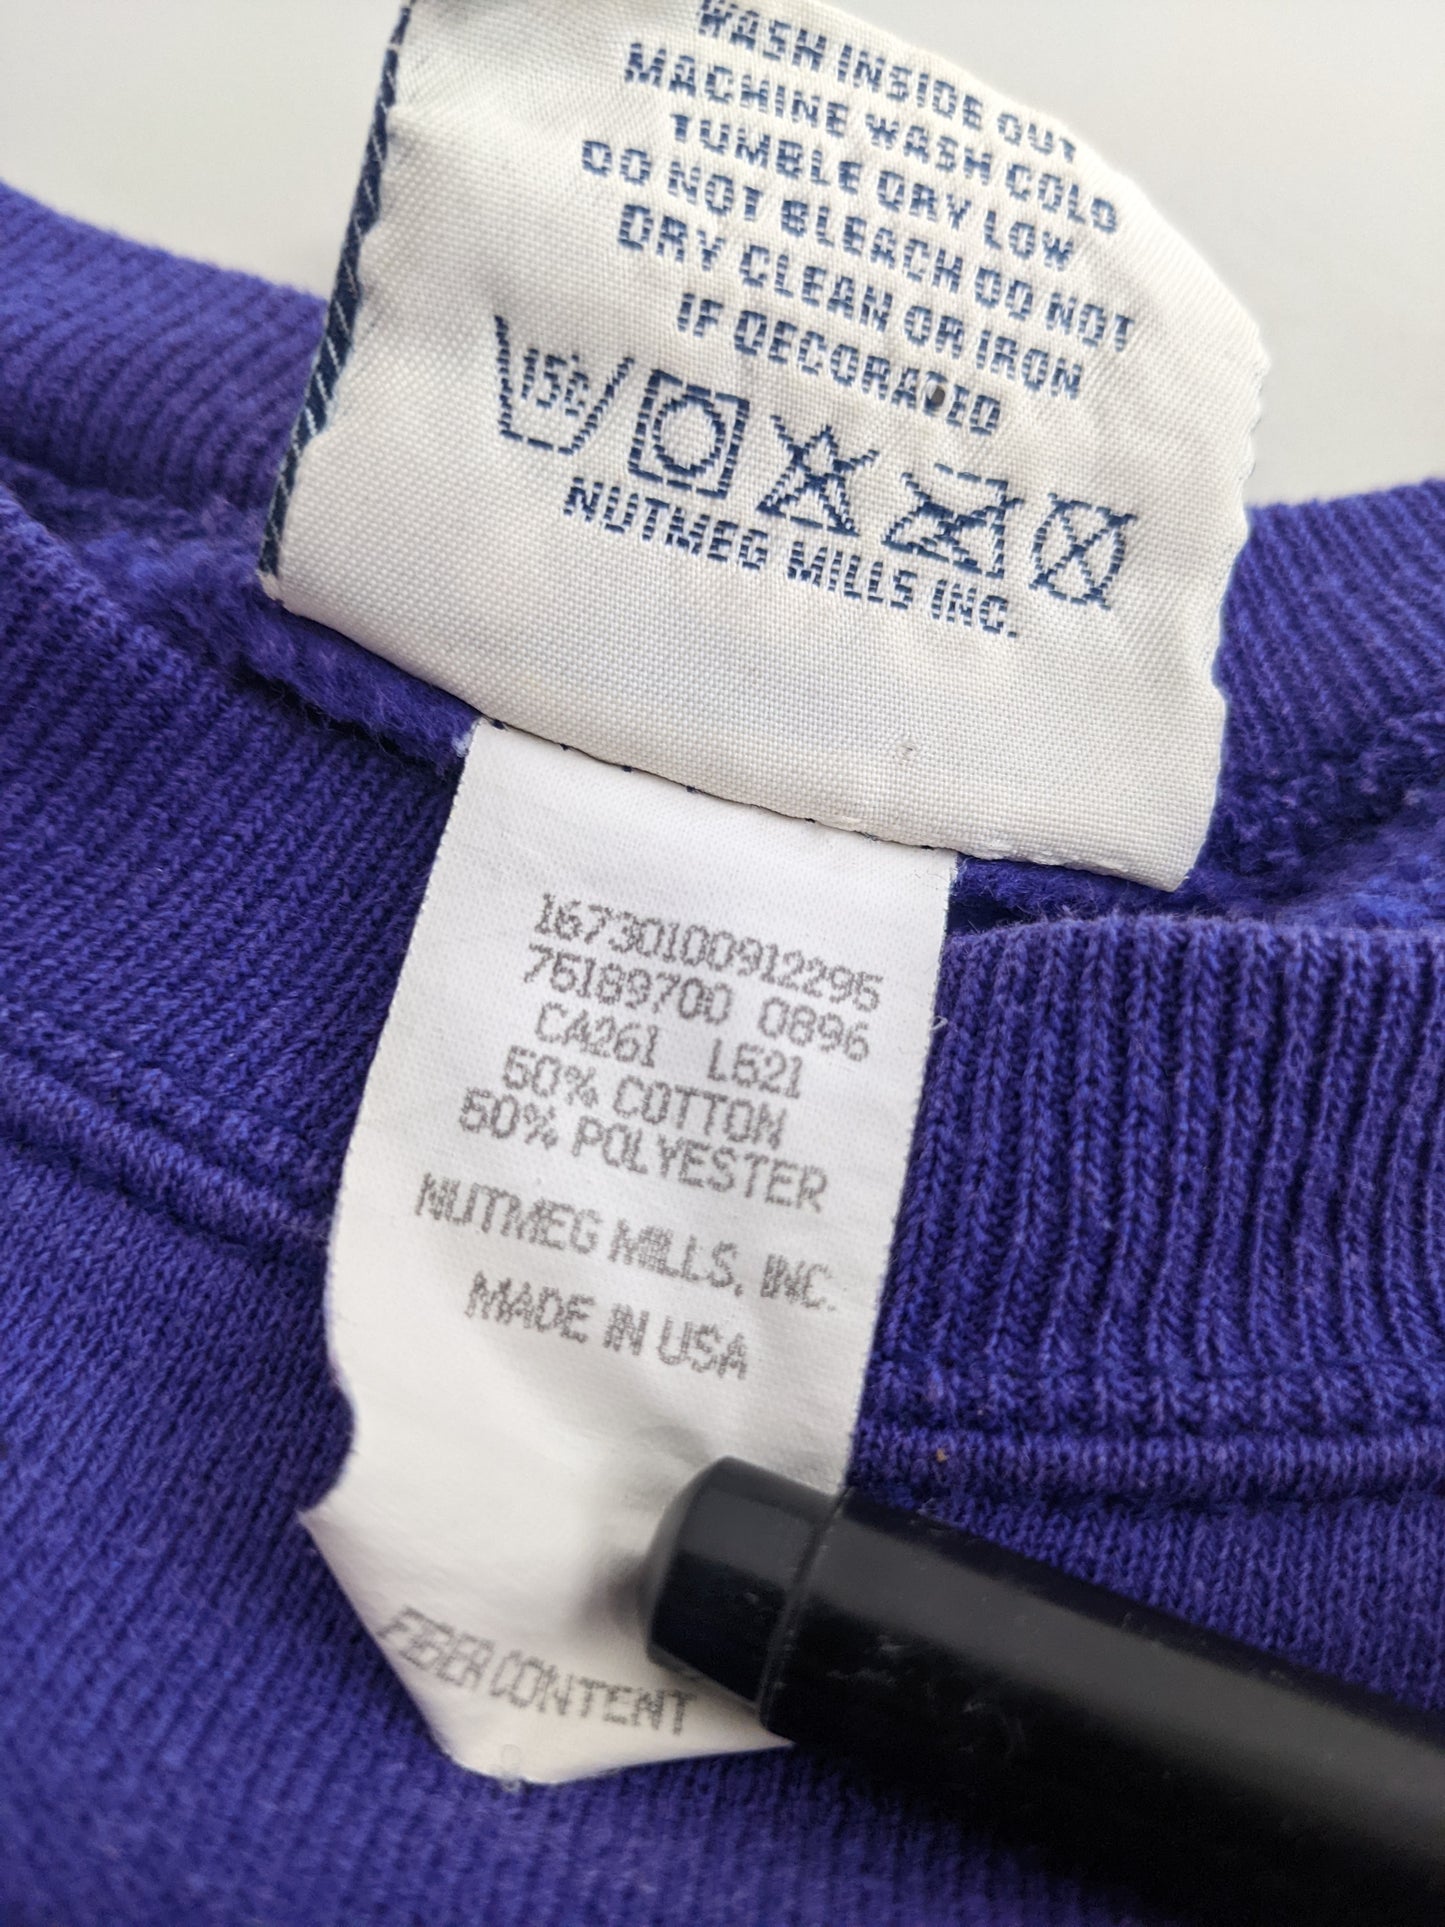 WASH INSIDE OUT
MACHINE WASH COLD
TUMBLE DRY LOW
DO NOT BLEACH DO NOT
DRY CLEAN OR IRON
IF DECORATED
15°C
NUTMEG MILLS INC.
16730100912295
75189700 0896
CA261 L521
50% COTTON
50% POLYESTER
NUTMEG MILLS, INC.
MADE IN USA
FIBER CONTENT